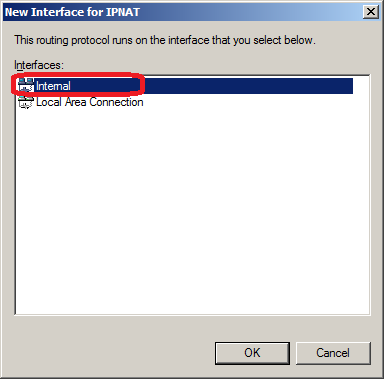 New Interface for IPNAT
This routing protocol runs on the interface that you select below.
Interfaces:
Internal
Local Area Connection
OK
Cancel